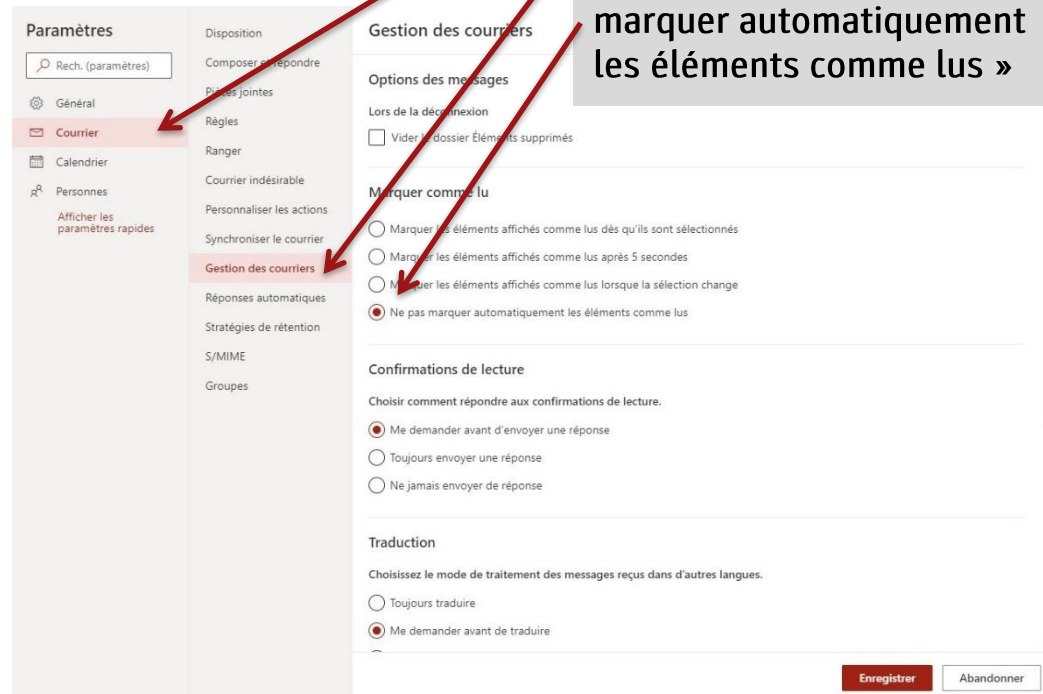 marquer automatiquement
les éléments comme lus »
Paramètres
Rech. (paramètres)
Général
Courrier
Calendrier
Personnes
Afficher les
paramètres rapides
Disposition
Composer et répondre
Pièces jointes
Règles
Ranger
Courrier indésirable
Personnaliser les actions
Synchroniser le courrier
Gestion des courriers
Réponses automatiques
Stratégies de rétention
S/MIME
Groupes
Gestion des courriers
Options des messages
Lors de la déconnexion
Vider le dossier Éléments supprimés
Marquer comme lu
Marquer les éléments affichés comme lus dès qu'ils sont sélectionnés
Marquer les éléments affichés comme lus après 5 secondes
Marquer les éléments affichés comme lus lorsque la sélection change
Ne pas marquer automatiquement les éléments comme lus
Confirmations de lecture
Choisir comment répondre aux confirmations de lecture.
Me demander avant d'envoyer une réponse
Toujours envoyer une réponse
Ne jamais envoyer de réponse
Traduction
Choisissez le mode de traitement des messages reçus dans d'autres langues.
Toujours traduire
Me demander avant de traduire
Enregistrer
Abandonner